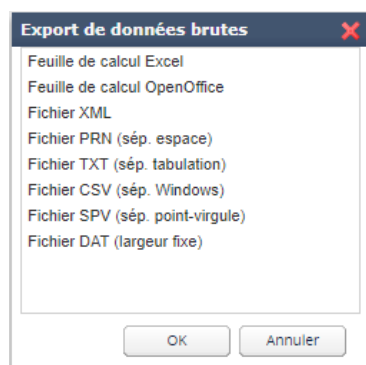 Export de données brutes
Feuille de calcul Excel
Feuille de calcul OpenOffice
Fichier XML
Fichier PRN (sép. espace)
Fichier TXT (sép. tabulation)
Fichier CSV (sép. Windows)
Fichier SPV (sép. point-virgule)
Fichier DAT (largeur fixe)
OK Annuler